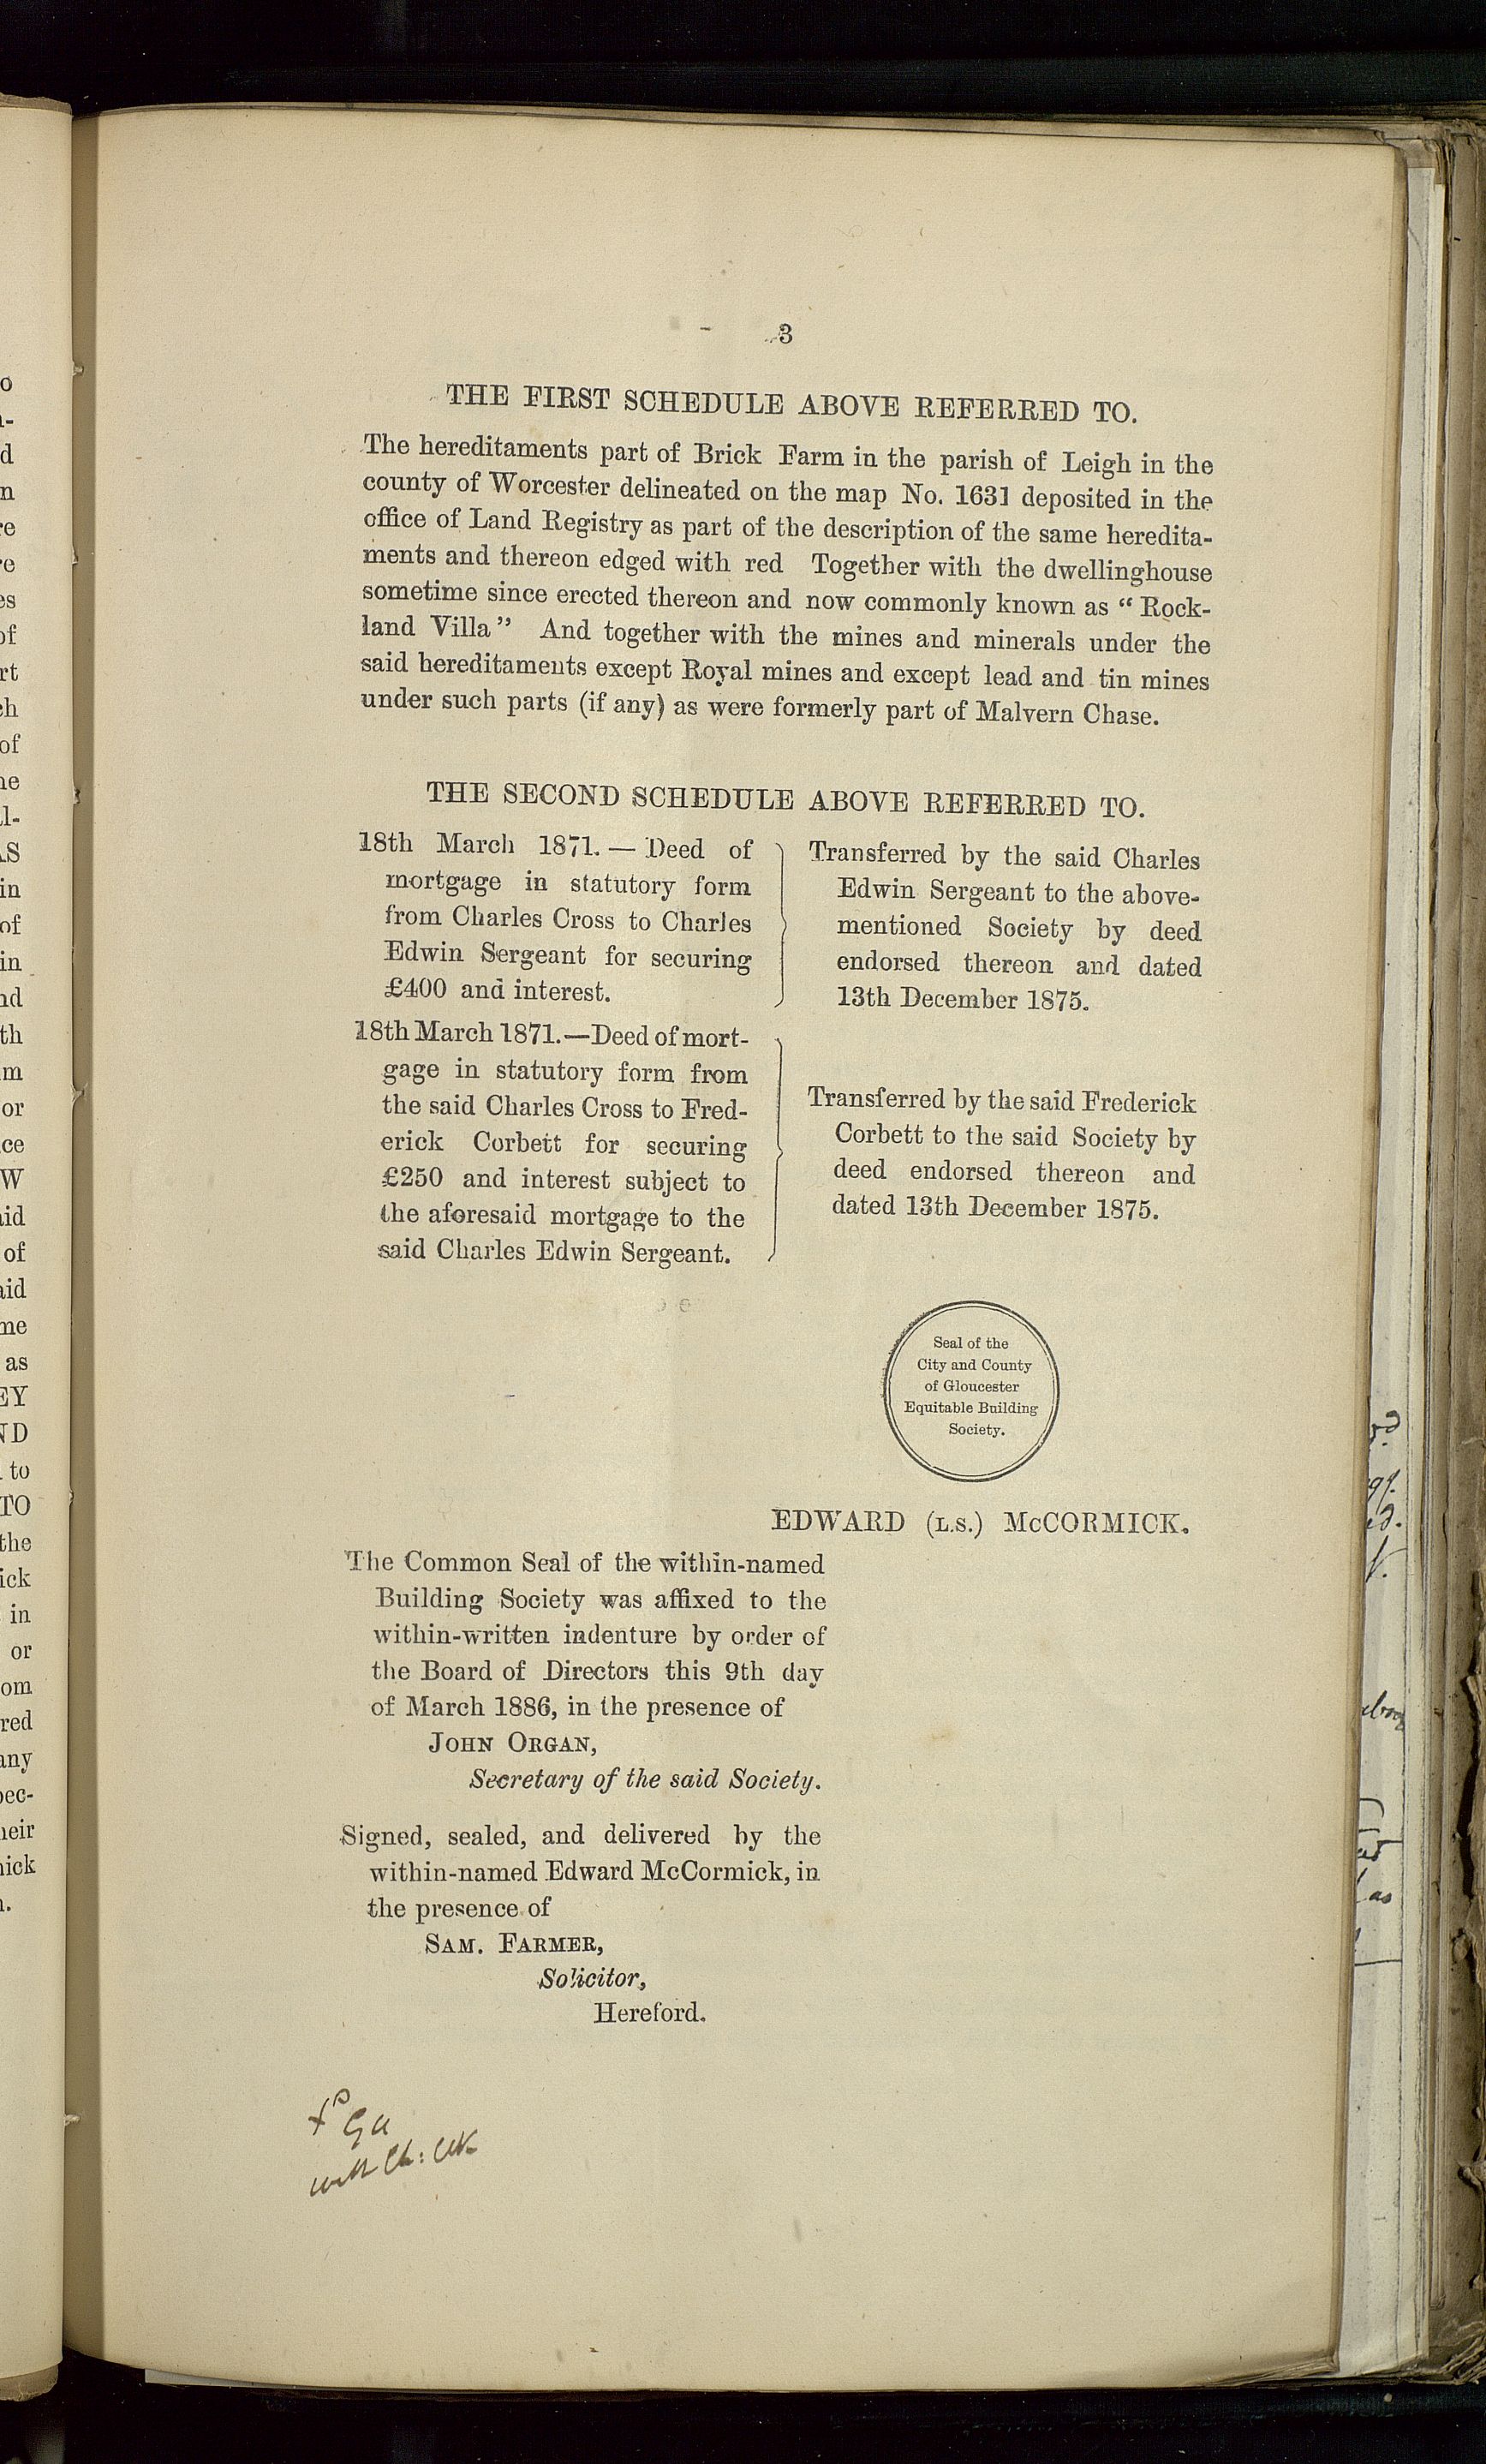 3
THE FIRST SCHEDULE ABOVE REFERRED TO.
The hereditaments part of Brick Farm in the parish of Leigh in the
county of Worcester delineated on the map No. 1631 deposited in the
office of Land Registry as part of the description of the same heredita-
ments and thereon edged with red Together with the dwellinghouse
sometime since erected thereon and now commonly known as “ Rock-
land Villa ” And together with the mines and minerals under the
said hereditaments except Royal mines and except lead and tin mines
under such parts (if any) as were formerly part of Malvern Chase.
THE SECOND SCHEDULE ABOVE REFERRED TO.
18th March 1871. — Deed of
mortgage in statutory form
from Charles Cross to Charles
Edwin Sergeant for securing
£400 and interest.
Transferred by the said Charles
Edwin Sergeant to the above-
mentioned Society by deed
endorsed thereon and dated
13th December 1875.
18th March 1871.—Deed of mort-
gage in statutory form from
the said Charles Cross to Fred-
erick Corbett for securing
£250 and interest subject to
the aforesaid mortgage to the
said Charles Edwin Sergeant.
Transferred by the said Frederick
Corbett to the said Society by
deed endorsed thereon and
dated 13th December 1875.
Seal of the
City and County
of Gloucester
Equitable Building
Society.
EDWARD (L.S.) McCORMICK.
The Common Seal of the within-named
Building Society was affixed to the
within-written indenture by order of
the Board of Directors this 9th day
of March 1886, in the presence of
JOHN ORGAN,
Secretary of the said Society.
Signed, sealed, and delivered by the
within-named Edward McCormick, in
the presence of
SAM. FARMER,
Solicitor,
Hereford.